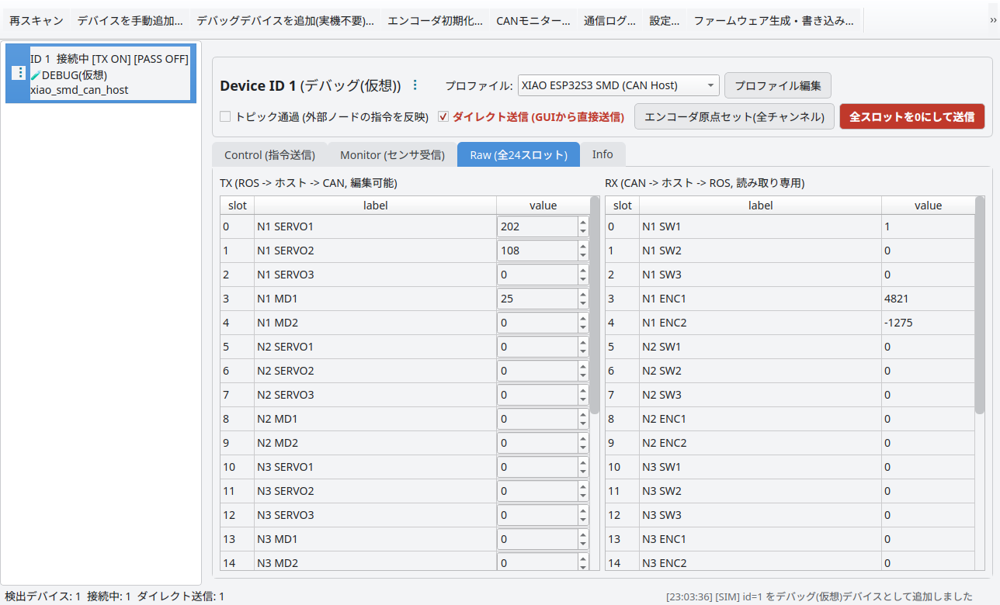 再スキャン デバイスを手動追加... デバッグデバイスを追加(実機不要)... エンコーダ初期化... CANモニター... 通信ログ... 設定... ファームウェア生成・書き込み... »
ID 1 接続中 [TX ON] [PASS OFF]
🧪DEBUG(仮想)
xiao_smd_can_host
Device ID 1 (デバッグ(仮想)) プロファイル: XIAO ESP32S3 SMD (CAN Host) プロファイル編集
トピック通過 (外部ノードの指令を反映) ダイレクト送信 (GUIから直接送信) エンコーダ原点セット(全チャンネル) 全スロットを0にして送信
Control (指令送信) Monitor (センサ受信) Raw (全24スロット) Info
TX (ROS -> ホスト -> CAN, 編集可能)
slot label value
0 N1 SERVO1 202
1 N1 SERVO2 108
2 N1 SERVO3 0
3 N1 MD1 25
4 N1 MD2 0
5 N2 SERVO1 0
6 N2 SERVO2 0
7 N2 SERVO3 0
8 N2 MD1 0
9 N2 MD2 0
10 N3 SERVO1 0
11 N3 SERVO2 0
12 N3 SERVO3 0
13 N3 MD1 0
14 N3 MD2 0
RX (CAN -> ホスト -> ROS, 読み取り専用)
slot label value
0 N1 SW1 1
1 N1 SW2 0
2 N1 SW3 0
3 N1 ENC1 4821
4 N1 ENC2 -1275
5 N2 SW1 0
6 N2 SW2 0
7 N2 SW3 0
8 N2 ENC1 0
9 N2 ENC2 0
10 N3 SW1 0
11 N3 SW2 0
12 N3 SW3 0
13 N3 ENC1 0
14 N3 ENC2 0
検出デバイス: 1 接続中: 1 ダイレクト送信: 1
[23:03:36] [SIM] id=1 をデバッグ(仮想)デバイスとして追加しました